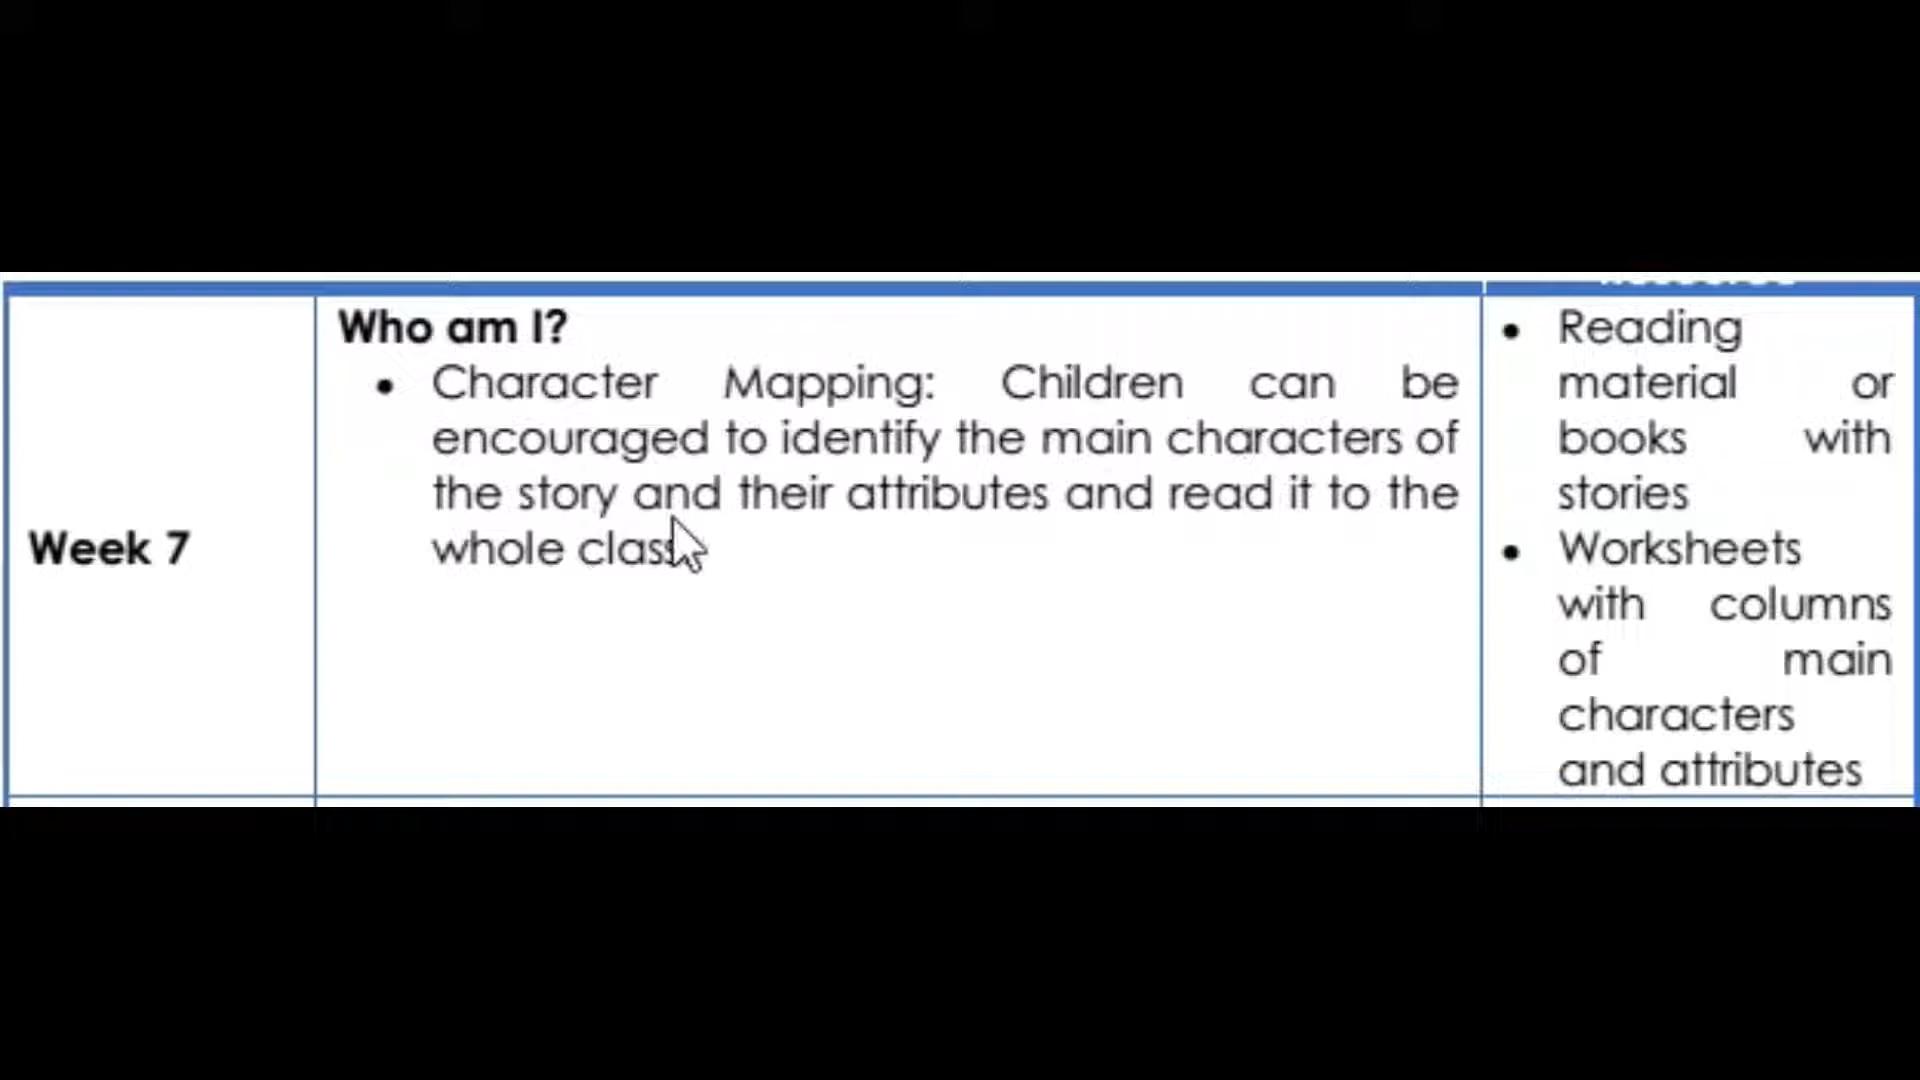 Who am I?
• Character Mapping: Children can be
encouraged to identify the main characters of
the story and their attributes and read it to the
whole class
Week 7
• Reading
material or
books with
stories
• Worksheets
with columns
of main
characters
and attributes